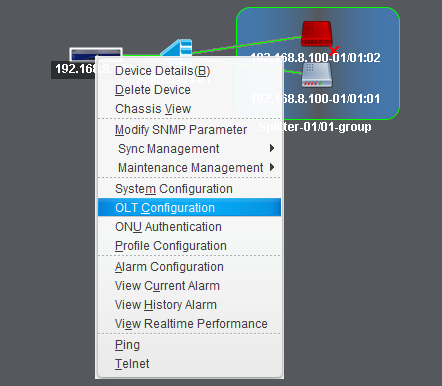 192.168.8.100-01/01:02
192.168.8.
192.168.8.100-01/01:01
Splitter-01/01-group
Device Details(B)
Delete Device
Chassis View
Modify SNMP Parameter
Sync Management
Maintenance Management
System Configuration
OLT Configuration
ONU Authentication
Profile Configuration
Alarm Configuration
View Current Alarm
View History Alarm
View Realtime Performance
Ping
Telnet